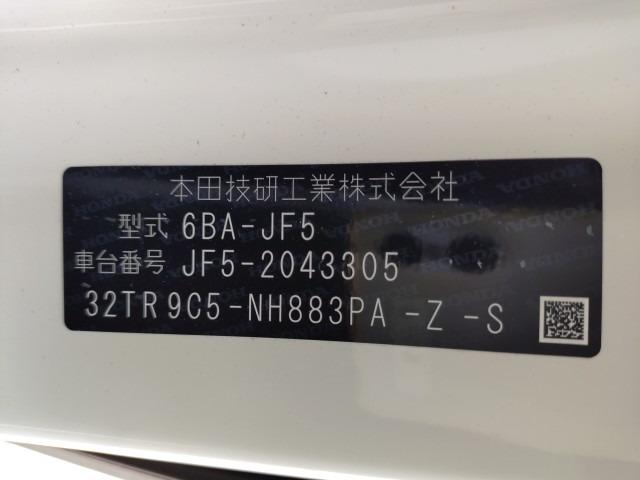 本田技研工業株式会社
型式 6BA-JF5
車台番号 JF5-2043305
32TR9C5-NH883PA -Z -S